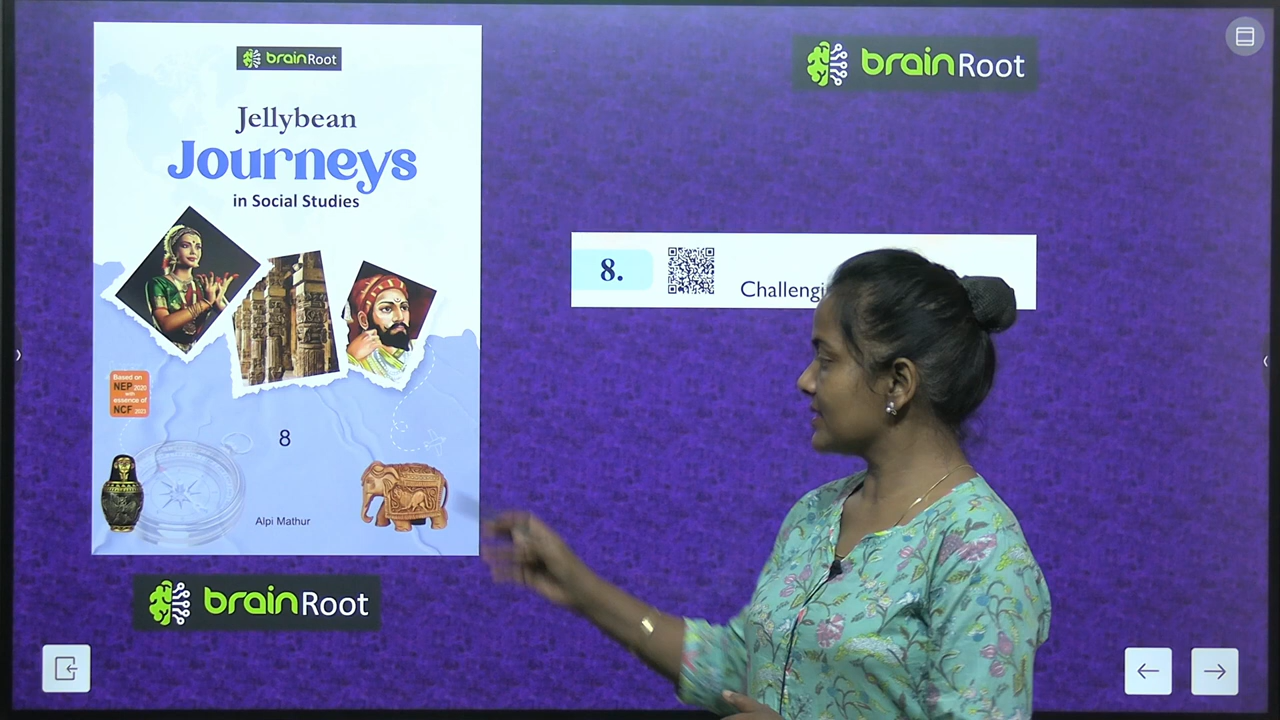 brainRoot
Jellybean
Journeys
in Social Studies
Based on
NEP 2020
with
essence of
NCF 2023
8
Alpi Mathur
brainRoot
brainRoot
8.